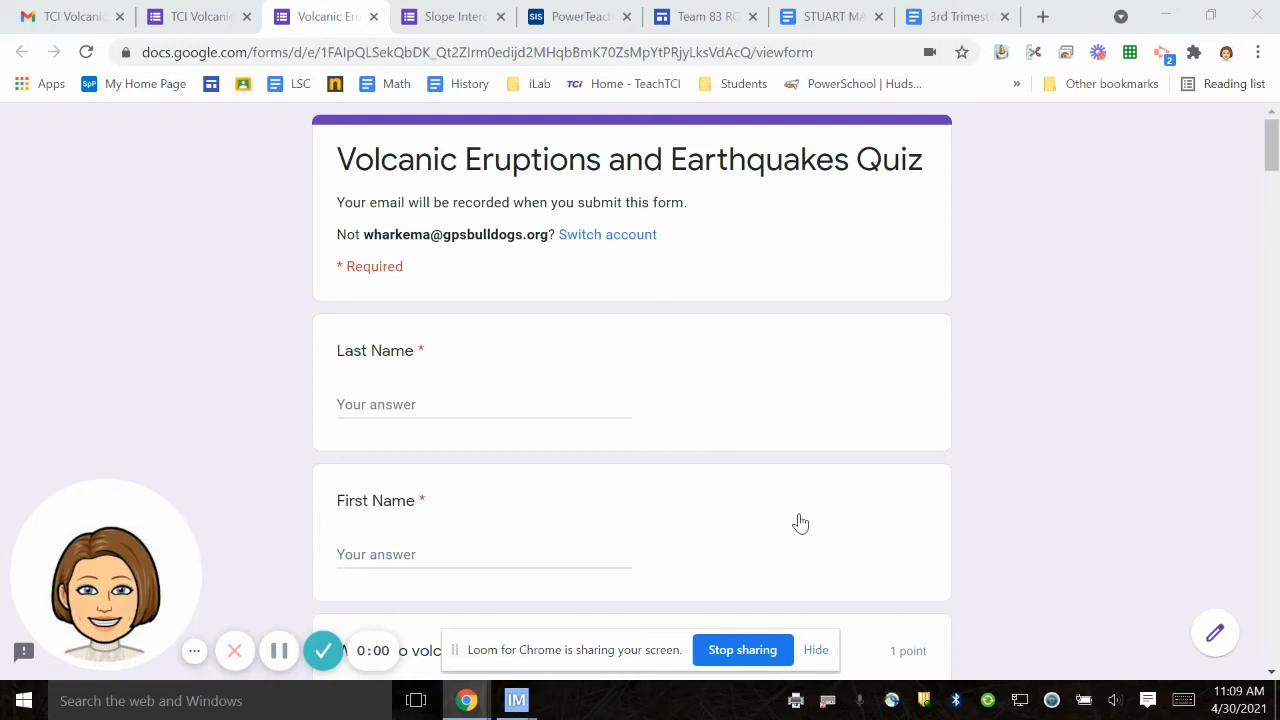 TCI Volcanic
TCI Volcanic
Volcanic Eru
Slope Inter
PowerTeach
Team
STUART
3rd Trimest
docs.google.com/forms/d/e/1FAIpQLSekQbDK_Qt2Zlrm0edijd2MHqbBmK70ZsMpYtPRjyLksVdAcQ/viewform
2
Apps
My Home Page
LSC
Math
History
iLab
TCi
Home - TeachTCI
Students
PowerSchool / Huds...
»
Other bookmarks
Reading list
Volcanic Eruptions and Earthquakes Quiz
Your email will be recorded when you submit this form.
Not wharkema@gpsbulldogs.org? Switch account
* Required
Last Name *
Your answer
First Name *
Your answer
1 point
0:00
Loom for Chrome is sharing your screen.
Stop sharing
Hide
Search the web and Windows
IM
11:09 AM
4/30/2021